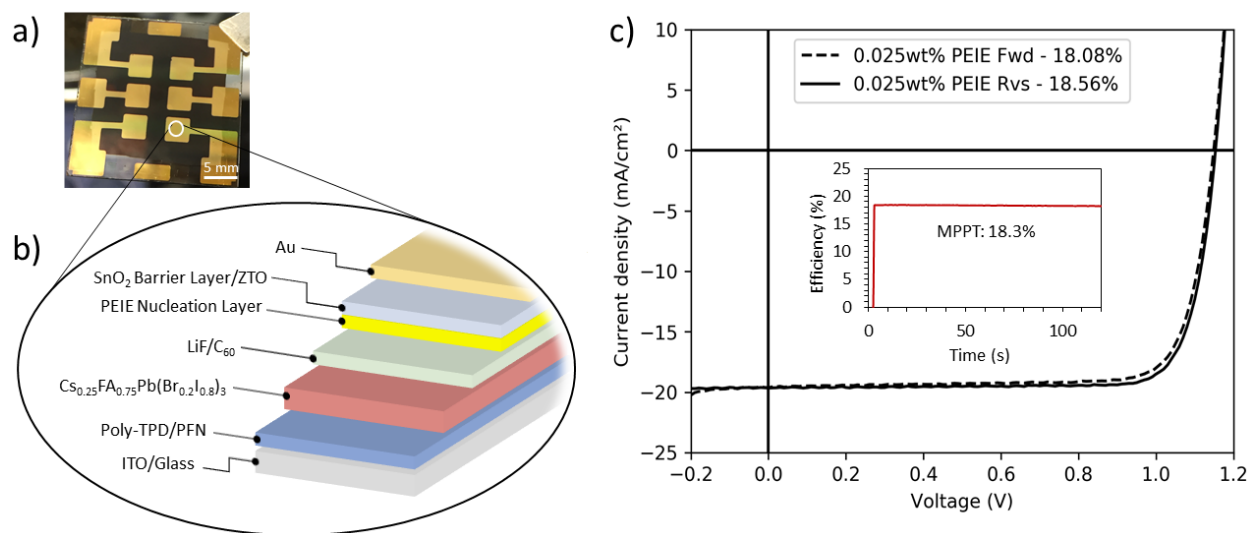 a)
5 mm
b)
Au
SnO₂ Barrier Layer/ZTO
PEIE Nucleation Layer
LiF/C₆₀
Cs₀.₂₅FA₀.₇₅Pb(Br₀.₂I₀.₈)₃
Poly-TPD/PFN
ITO/Glass
c)
0.025wt% PEIE Fwd - 18.08%
0.025wt% PEIE Rvs - 18.56%
Current density (mA/cm²)
10
5
0
−5
−10
−15
−20
−25
−0.2
0.0
0.2
0.4
0.6
0.8
1.0
1.2
Voltage (V)
Efficiency (%)
25
20
15
10
5
0
MPPT: 18.3%
0
50
100
Time (s)